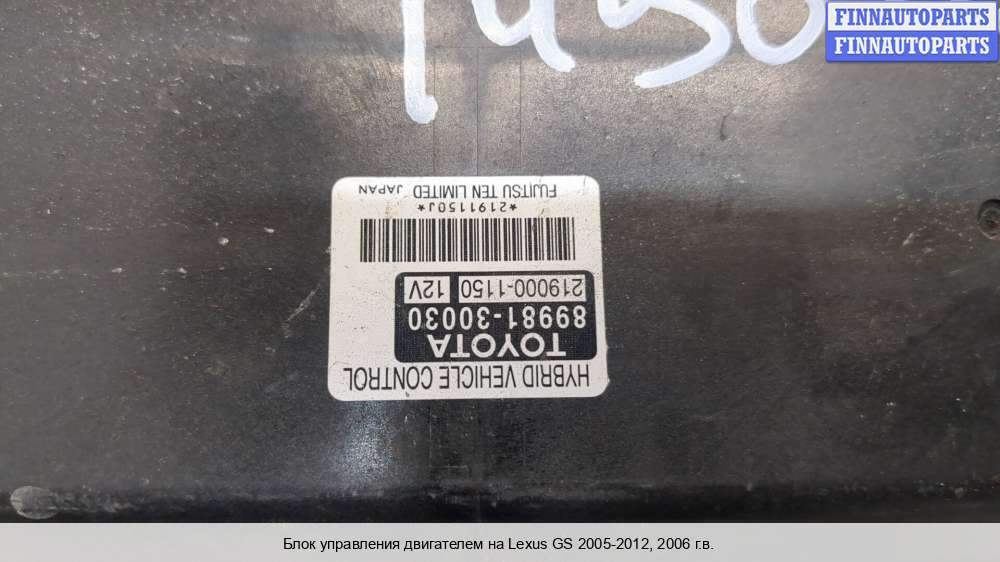 FINNAUTOPARTS
FINNAUTOPARTS
HYBRID VEHICLE CONTROL
TOYOTA
89981-30030
219000-1150 12V
*2191150J*
FUJITSU TEN LIMITED JAPAN
Блок управления двигателем на Lexus GS 2005-2012, 2006 г.в.